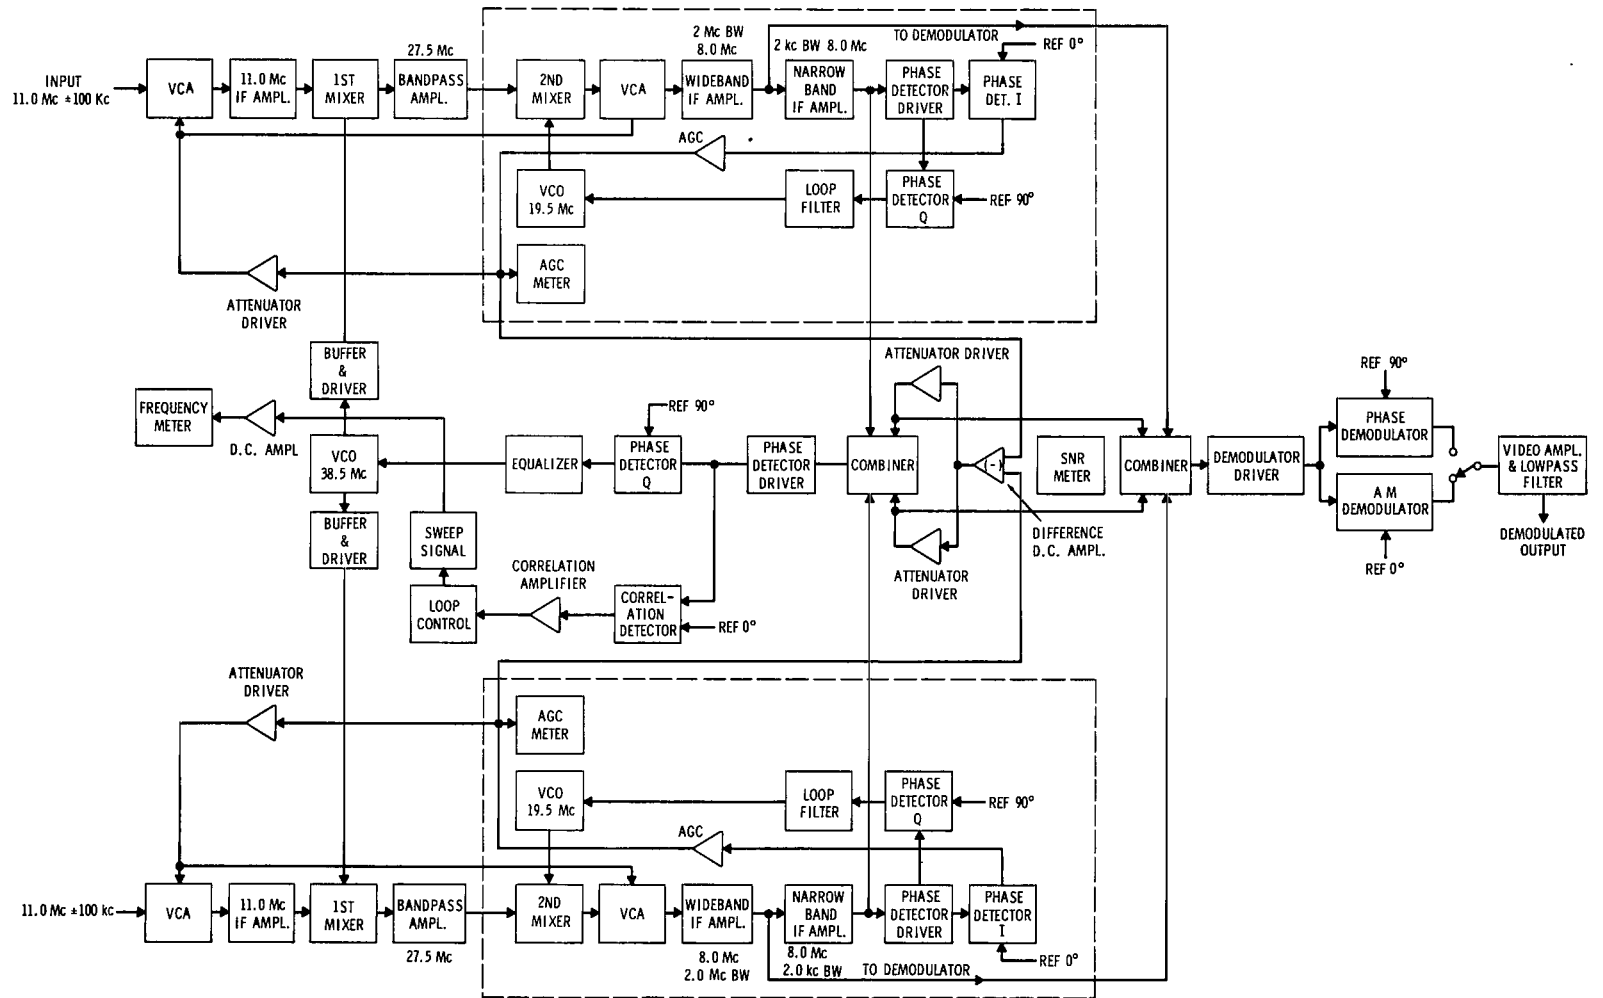 2 Mc BW
8.0 Mc
TO DEMODULATOR
REF 0°
27.5 Mc
2 kc BW 8.0 Mc
INPUT
11.0 Mc ±100 Kc
VCA
11.0 Mc
IF AMPL.
1ST
MIXER
BANDPASS
AMPL.
2ND
MIXER
VCA
WIDEBAND
IF AMPL.
NARROW
BAND
IF AMPL.
PHASE
DETECTOR
DRIVER
PHASE
DET. I
AGC
VCO
19.5 Mc
LOOP
FILTER
PHASE
DETECTOR
Q
REF 90°
AGC
METER
ATTENUATOR
DRIVER
BUFFER
&
DRIVER
ATTENUATOR DRIVER
REF 90°
FREQUENCY
METER
D.C. AMPL
REF 90°
PHASE
DEMODULATOR
VCO
38.5 Mc
EQUALIZER
PHASE
DETECTOR
Q
PHASE
DETECTOR
DRIVER
COMBINER
(-)
SNR
METER
COMBINER
DEMODULATOR
DRIVER
VIDEO AMPL.
& LOWPASS
FILTER
A M
DEMODULATOR
BUFFER
&
DRIVER
SWEEP
SIGNAL
DIFFERENCE
D.C. AMPL.
DEMODULATED
OUTPUT
REF 0°
CORRELATION
AMPLIFIER
ATTENUATOR
DRIVER
LOOP
CONTROL
CORREL-
ATION
DETECTOR
REF 0°
ATTENUATOR
DRIVER
AGC
METER
VCO
19.5 Mc
LOOP
FILTER
PHASE
DETECTOR
Q
REF 90°
AGC
11.0 Mc ±100 kc
VCA
11.0 Mc
IF AMPL.
1ST
MIXER
BANDPASS
AMPL.
2ND
MIXER
VCA
WIDEBAND
IF AMPL.
NARROW
BAND
IF AMPL.
PHASE
DETECTOR
DRIVER
PHASE
DETECTOR
I
27.5 Mc
8.0 Mc
2.0 Mc BW
8.0 Mc
2.0 kc BW
TO DEMODULATOR
REF 0°